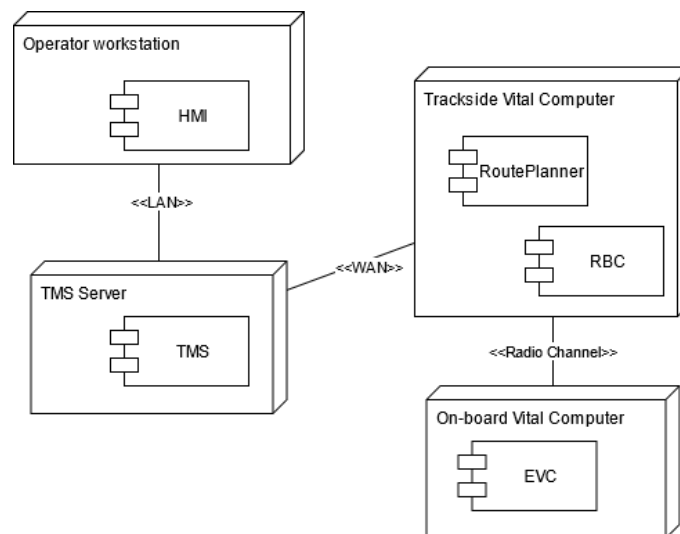 Operator workstation
HMI
<<LAN>>
TMS Server
TMS
<<WAN>>
Trackside Vital Computer
RoutePlanner
RBC
<<Radio Channel>>
On-board Vital Computer
EVC